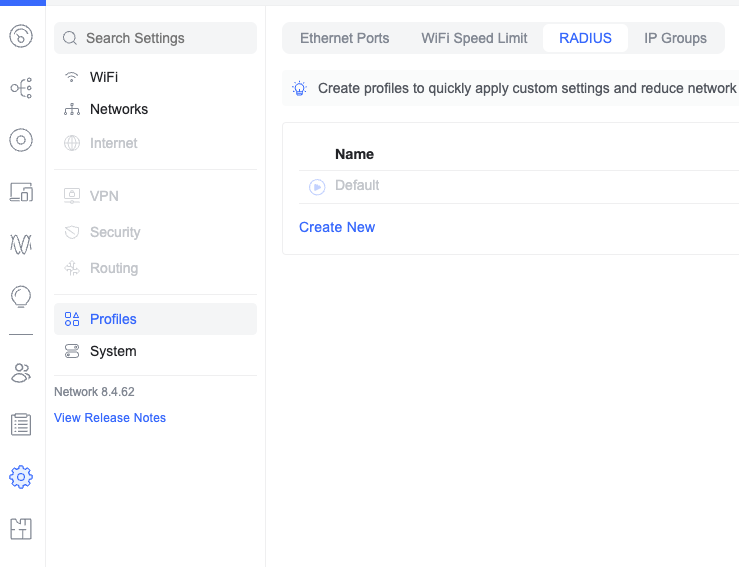 Search Settings
WiFi
Networks
Internet
VPN
Security
Routing
Profiles
System
Network 8.4.62
View Release Notes
Ethernet Ports WiFi Speed Limit RADIUS IP Groups
Create profiles to quickly apply custom settings and reduce network
Name
Default
Create New